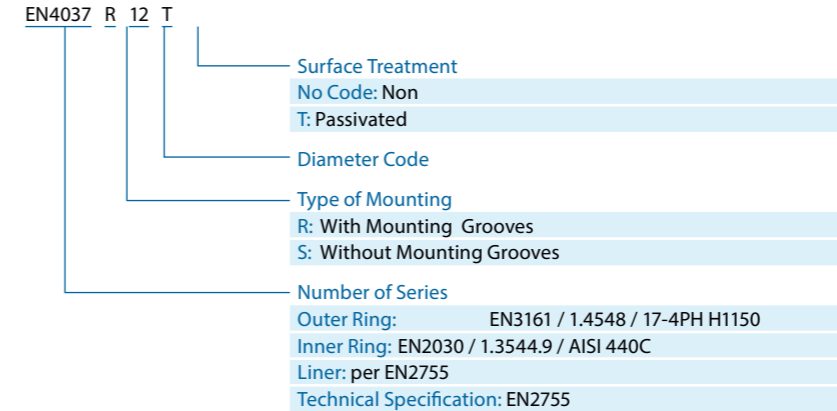 EN4037 R 12 T
Surface Treatment
No Code: Non
T: Passivated
Diameter Code
Type of Mounting
R: With Mounting Grooves
S: Without Mounting Grooves
Number of Series
Outer Ring: EN3161 / 1.4548 / 17-4PH H1150
Inner Ring: EN2030 / 1.3544.9 / AISI 440C
Liner: per EN2755
Technical Specification: EN2755